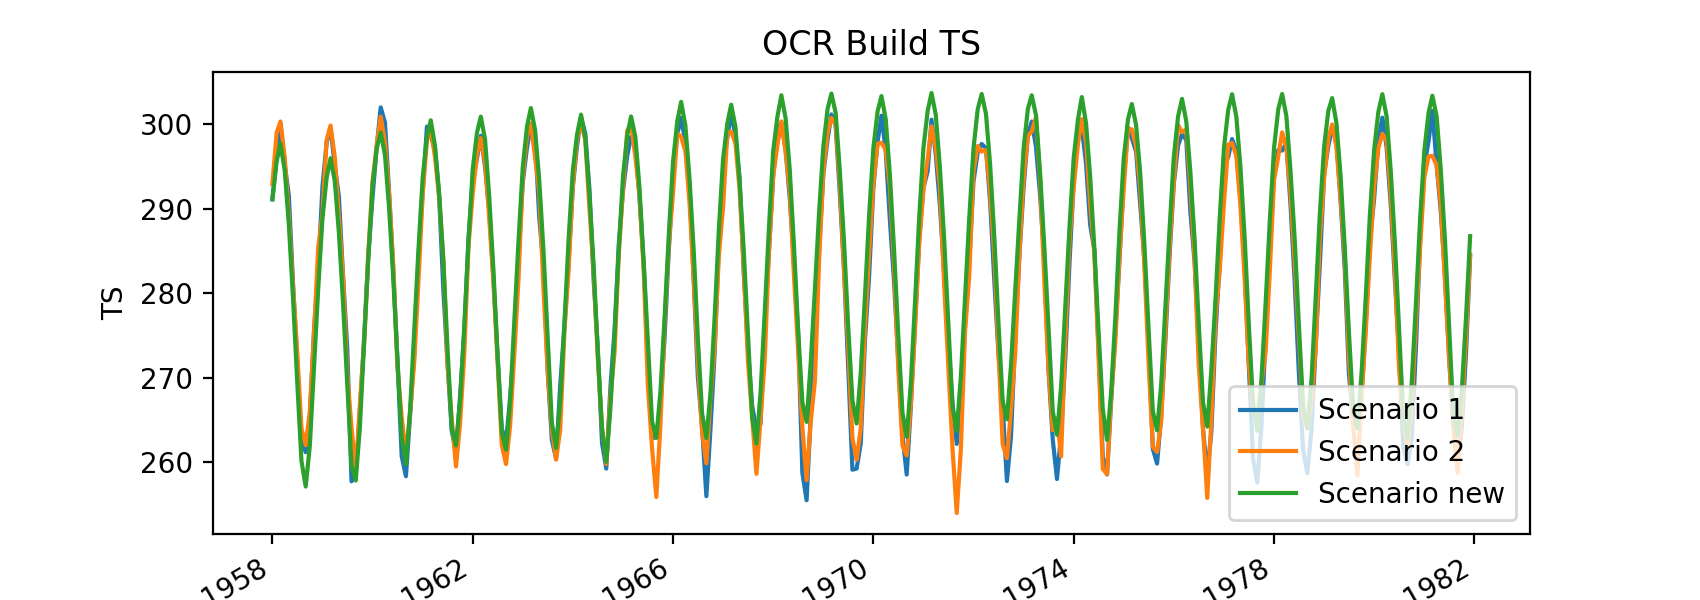 OCR Build TS
TS
300
290
280
270
260
Scenario 1
Scenario 2
Scenario new
1958
1962
1966
1970
1974
1978
1982